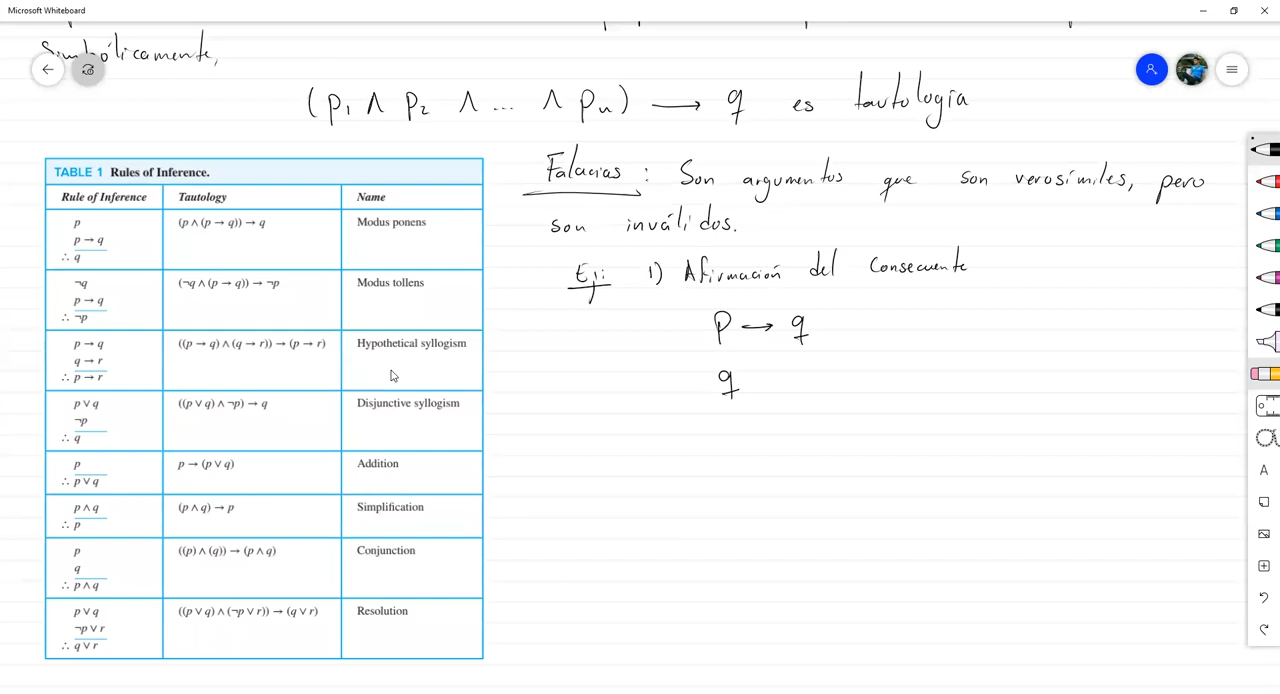 Microsoft Whiteboard
Simbólicamente,
(p₁ ∧ p₂ ∧ ... ∧ pₙ) → q es tautología
TABLE 1 Rules of Inference.
Rule of Inference Tautology Name
p
p → q
∴ q
(p ∧ (p → q)) → q
Modus ponens
¬q
p → q
∴ ¬p
(¬q ∧ (p → q)) → ¬p
Modus tollens
p → q
q → r
∴ p → r
((p → q) ∧ (q → r)) → (p → r)
Hypothetical syllogism
p ∨ q
¬p
∴ q
((p ∨ q) ∧ ¬p) → q
Disjunctive syllogism
p
∴ p ∨ q
p → (p ∨ q)
Addition
p ∧ q
∴ p
(p ∧ q) → p
Simplification
p
q
∴ p ∧ q
((p) ∧ (q)) → (p ∧ q)
Conjunction
p ∨ q
¬p ∨ r
∴ q ∨ r
((p ∨ q) ∧ (¬p ∨ r)) → (q ∨ r)
Resolution
Falacias : Son argumentos que son verosímiles, pero
son inválidos.
Ej: 1) Afirmación del consecuente
p → q
q